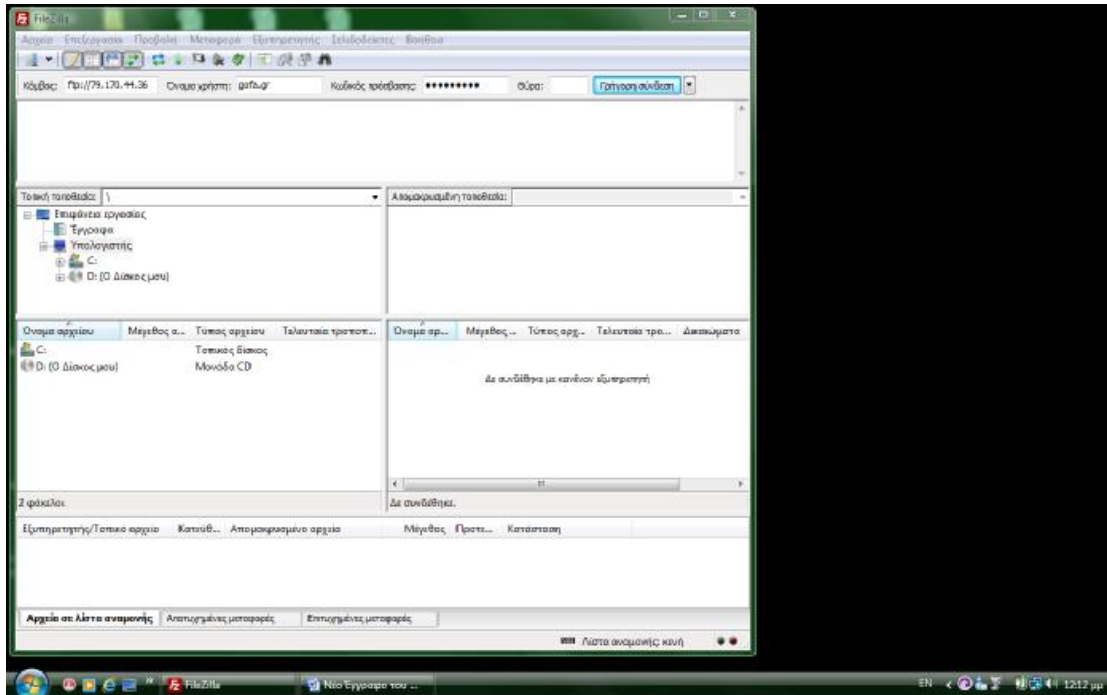 FileZilla
Αρχείο Επεξεργασία Προβολή Μεταφορά Εξυπηρετητής Σελιδοδείκτες Βοήθεια
Κόμβος: ftp://79.170.44.36 Όνομα χρήστη: gafa.gr Κωδικός πρόσβασης: ●●●●●●●●● Θύρα: Γρήγορη σύνδεση
Τοπική τοποθεσία: \
Απομακρυσμένη τοποθεσία:
Επιφάνεια εργασίας
Έγγραφα
Υπολογιστής
C:
D: (Ο Δίσκος μου)
Όνομα αρχείου Μέγεθος α... Τύπος αρχείου Τελευταία τροποπ...
C: Τοπικός δίσκος
D: (Ο Δίσκος μου) Μονάδα CD
2 φάκελοι
Όνομα αρ... Μέγεθος ... Τύπος αρχ... Τελευταία τρο... Δικαιώματα
Δε συνδέθηκε με κανέναν εξυπηρετητή
Δε συνδέθηκε.
Εξυπηρετητής/Τοπικό αρχείο Κατεύθ... Απομακρυσμένο αρχείο Μέγεθος Προτε... Κατάσταση
Αρχεία σε λίστα αναμονής Αποτυχημένες μεταφορές Επιτυχημένες μεταφορές
Λίστα αναμονής: κενή
FileZilla Νέο Έγγραφο του ... EN 12:12 μμ